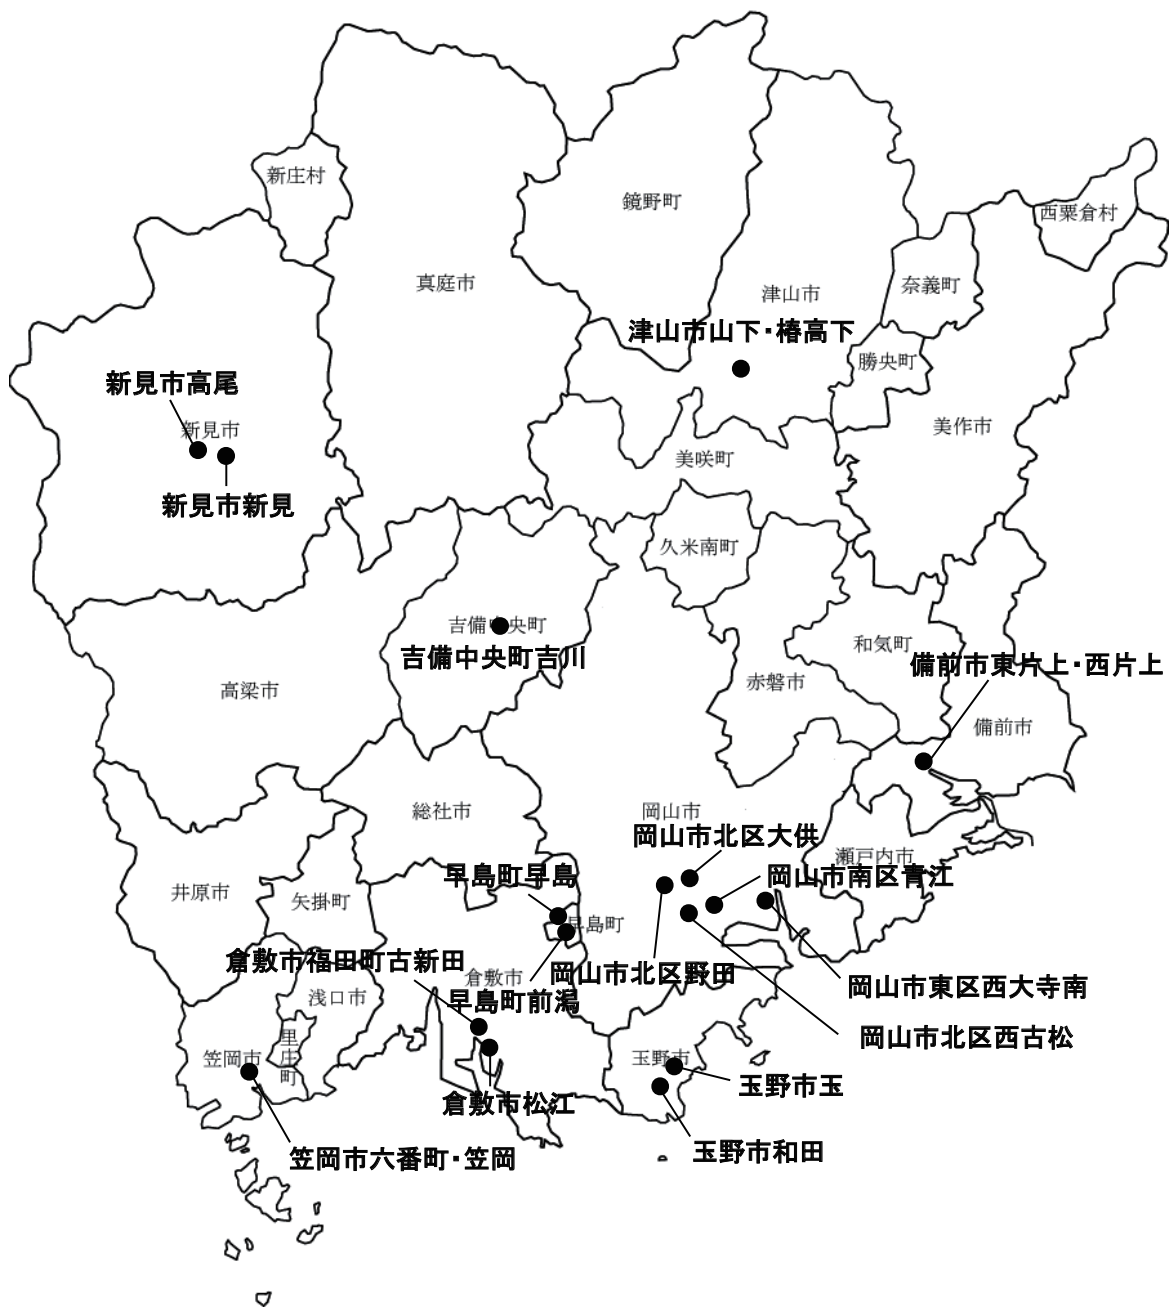 新庄村
鏡野町
西粟倉村
真庭市
奈義町
津山市
津山市山下・椿高下
勝央町
新見市高尾
新見市
美作市
美咲町
新見市新見
久米南町
吉備中央町
吉備中央町吉川
和気町
備前市東片上・西片上
赤磐市
高梁市
備前市
総社市
岡山市
岡山市北区大供
瀬戸内市
早島町早島
岡山市南区青江
井原市
矢掛町
早島町
倉敷市福田町古新田
倉敷市
岡山市北区野田
早島町前潟
岡山市東区西大寺南
浅口市
岡山市北区西古松
里庄町
笠岡市
玉野市
玉野市玉
倉敷市松江
笠岡市六番町・笠岡
玉野市和田